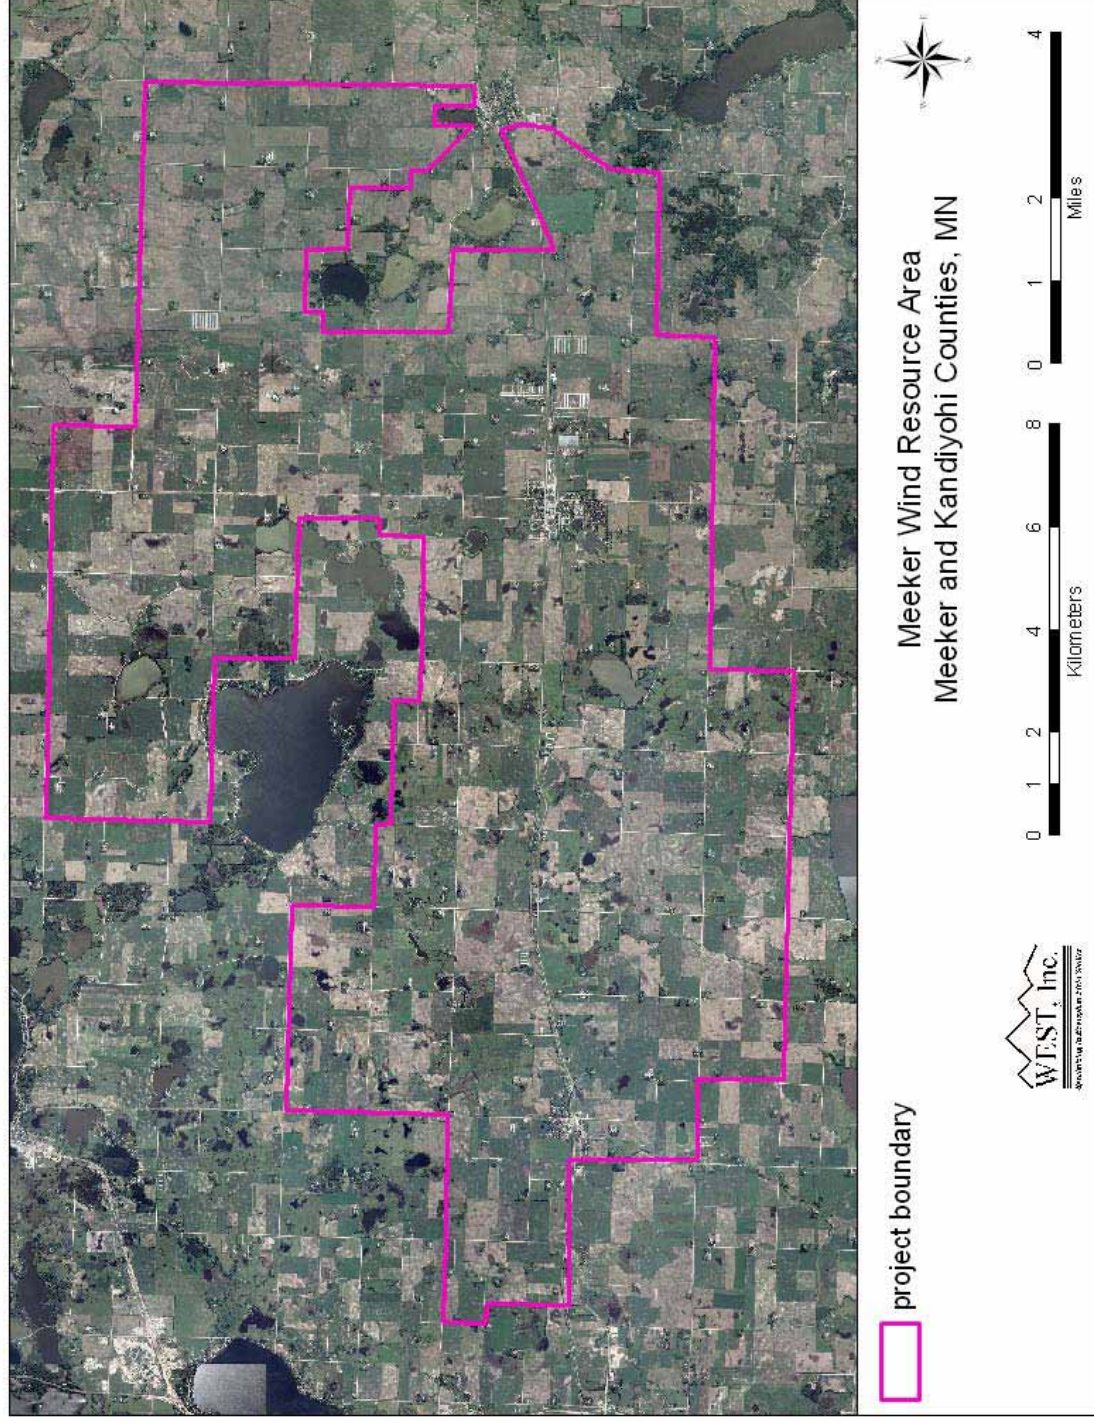 Meeker Wind Resource Area
Meeker and Kandiyohi Counties, MN
project boundary
0 1 2 4 6 8
Kilometers
0 1 2 4
Miles
N
E
S
W
WEST, Inc.